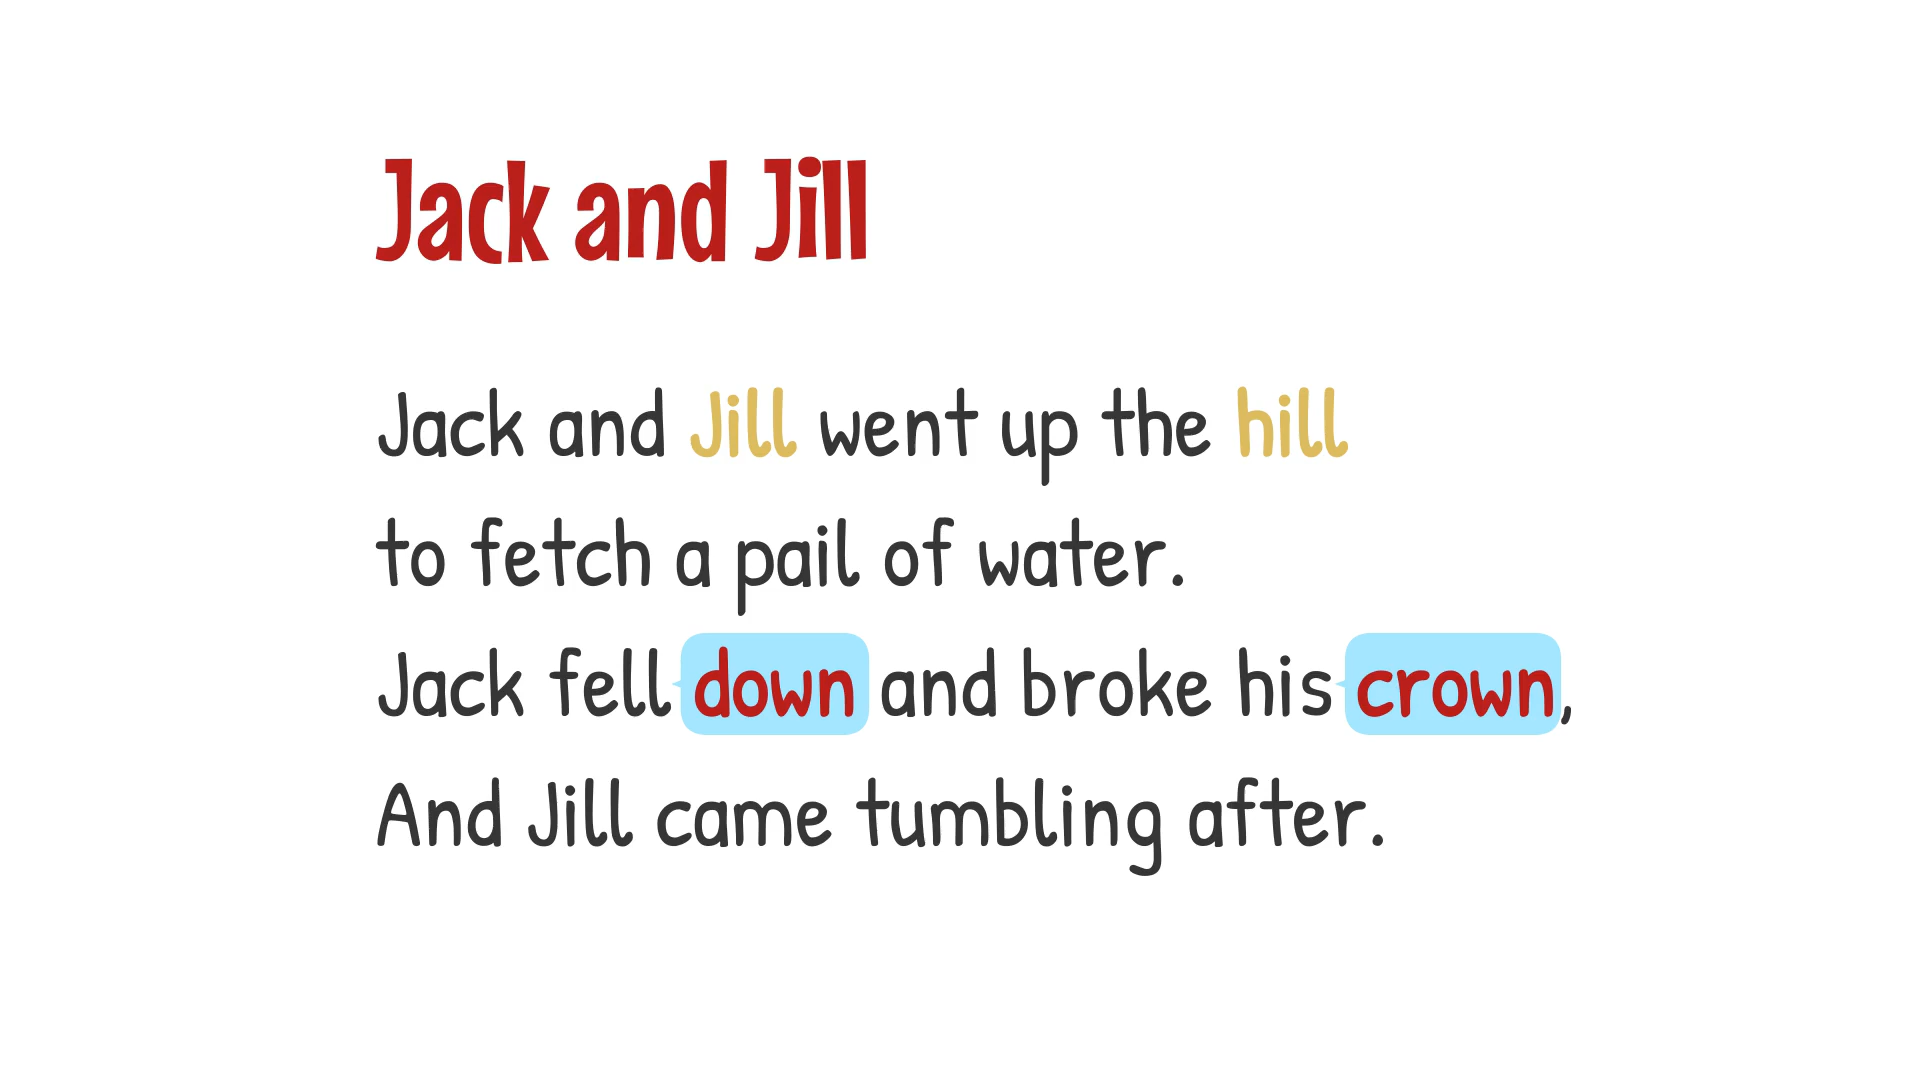 Jack and Jill
Jack and Jill went up the hill
to fetch a pail of water.
Jack fell down and broke his crown,
And Jill came tumbling after.